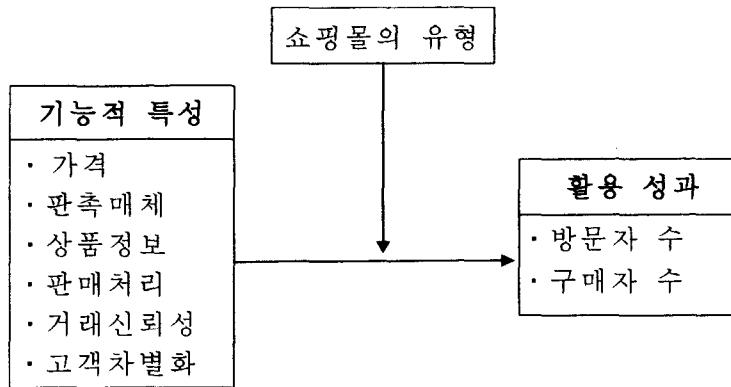 쇼핑몰의 유형
기능적 특성
· 가격
· 판촉매체
· 상품정보
· 판매처리
· 거래신뢰성
· 고객차별화
활용 성과
· 방문자 수
· 구매자 수